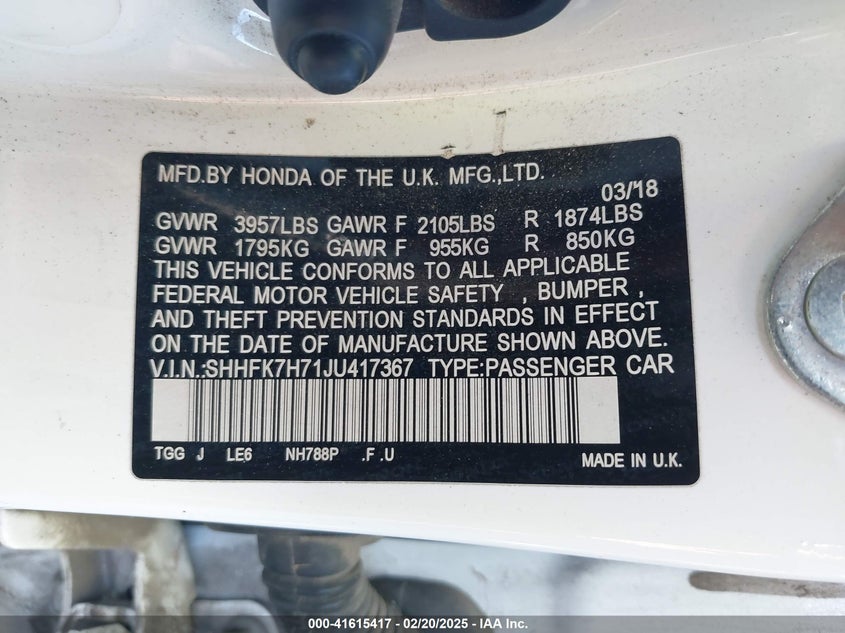 MFD.BY HONDA OF THE U.K. MFG.,LTD.
03/18
GVWR 3957LBS GAWR F 2105LBS R 1874LBS
GVWR 1795KG GAWR F 955KG R 850KG
THIS VEHICLE CONFORMS TO ALL APPLICABLE
FEDERAL MOTOR VEHICLE SAFETY , BUMPER ,
AND THEFT PREVENTION STANDARDS IN EFFECT
ON THE DATE OF MANUFACTURE SHOWN ABOVE.
V.I.N.:SHHFK7H71JU417367 TYPE:PASSENGER CAR
TGG J LE6 NH788P .F .U MADE IN U.K.
000-41615417 - 02/20/2025 - IAA Inc.